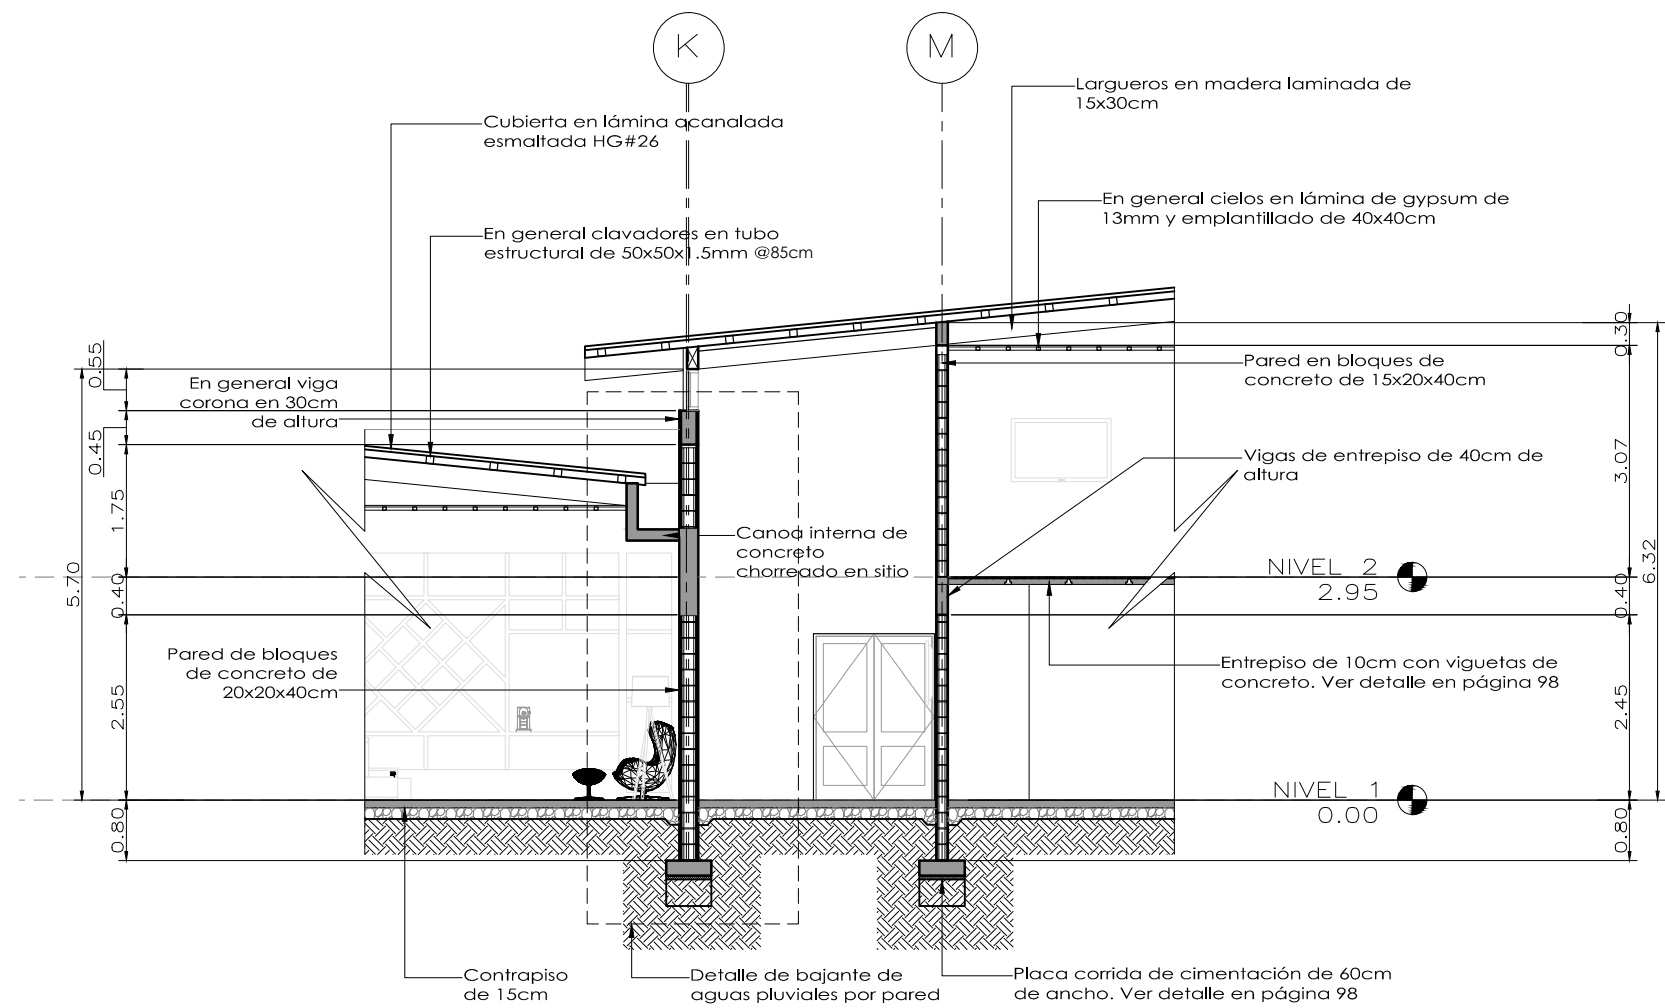 K
M
Largueros en madera laminada de
15x30cm
Cubierta en lámina acanalada
esmaltada HG#26
En general cielos en lámina de gypsum de
13mm y emplantillado de 40x40cm
En general clavadores en tubo
estructural de 50x50x1.5mm @85cm
En general viga
corona en 30cm
de altura
Pared en bloques de
concreto de 15x20x40cm
Vigas de entrepiso de 40cm de
altura
Canoa interna de
concreto
chorreado en sitio
NIVEL 2
2.95
Pared de bloques
de concreto de
20x20x40cm
Entrepiso de 10cm con viguetas de
concreto. Ver detalle en página 98
NIVEL 1
0.00
0.55
0.45
1.75
0.40
2.55
0.80
5.70
0.30
3.07
0.40
2.45
0.80
6.32
Contrapiso
de 15cm
Detalle de bajante de
aguas pluviales por pared
Placa corrida de cimentación de 60cm
de ancho. Ver detalle en página 98